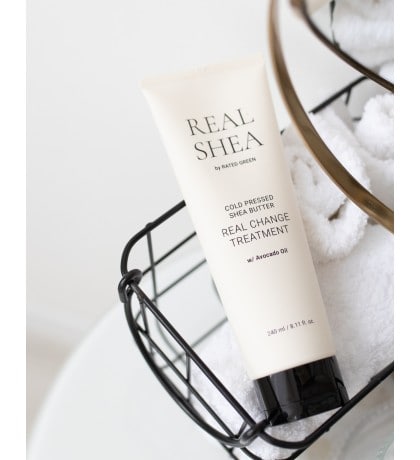 REAL
SHEA
by RATED GREEN
COLD PRESSED
SHEA BUTTER
REAL CHANGE
TREATMENT
w/ Avocado Oil
240 ml / 8.11 fl. oz.